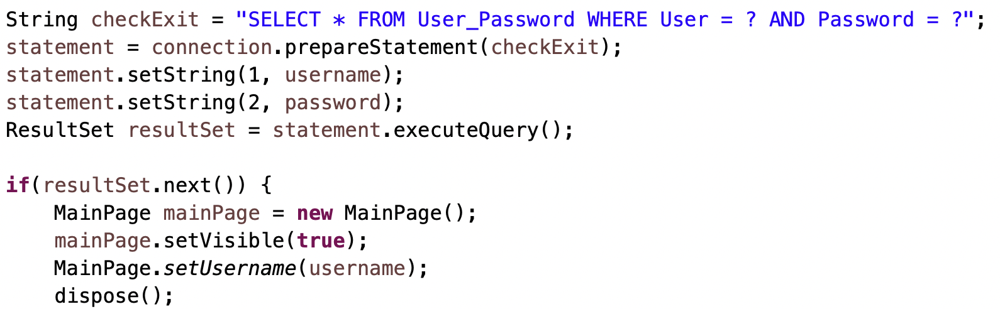 String checkExit = "SELECT * FROM User_Password WHERE User = ? AND Password = ?";
statement = connection.prepareStatement(checkExit);
statement.setString(1, username);
statement.setString(2, password);
ResultSet resultSet = statement.executeQuery();

if(resultSet.next()) {
    MainPage mainPage = new MainPage();
    mainPage.setVisible(true);
    MainPage.setUsername(username);
    dispose();